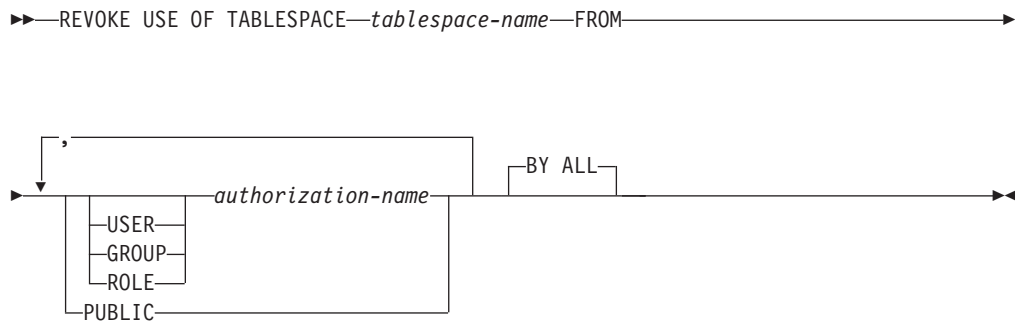 REVOKE USE OF TABLESPACE tablespace-name FROM
,
BY ALL
authorization-name
USER
GROUP
ROLE
PUBLIC